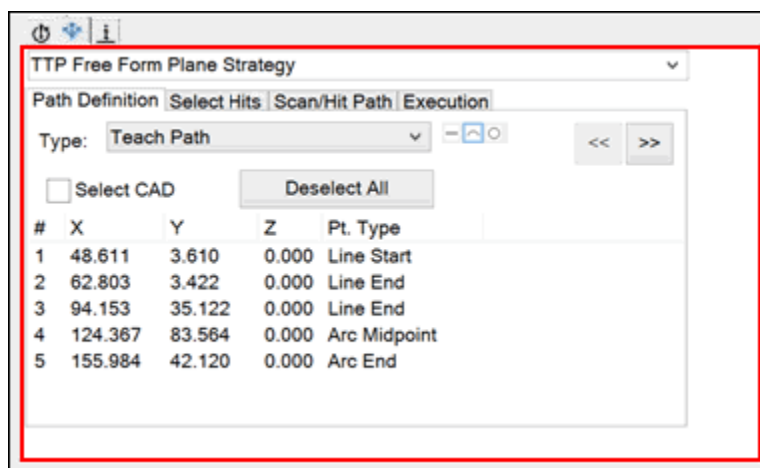 TTP Free Form Plane Strategy
Path Definition Select Hits Scan/Hit Path Execution
Type: Teach Path << >>
Select CAD Deselect All
# X Y Z Pt. Type
1 48.611 3.610 0.000 Line Start
2 62.803 3.422 0.000 Line End
3 94.153 35.122 0.000 Line End
4 124.367 83.564 0.000 Arc Midpoint
5 155.984 42.120 0.000 Arc End